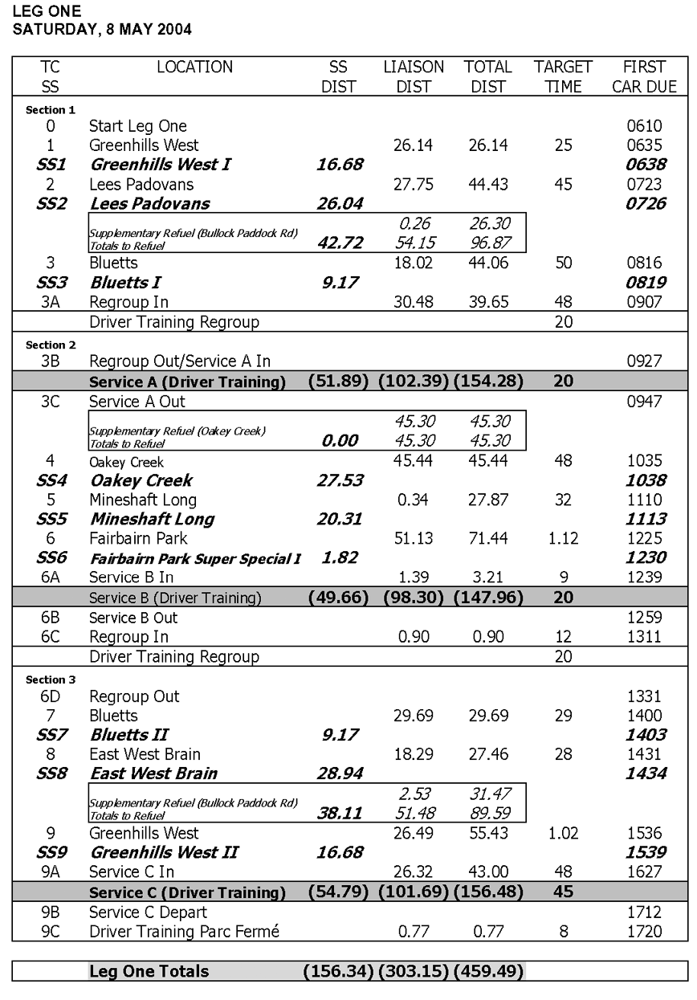 LEG ONE
SATURDAY, 8 MAY 2004
TC LOCATION SS LIAISON TOTAL TARGET FIRST
SS DIST DIST DIST TIME CAR DUE
Section 1
0 Start Leg One 0610
1 Greenhills West 26.14 26.14 25 0635
SS1 Greenhills West I 16.68 0638
2 Lees Padovans 27.75 44.43 45 0723
SS2 Lees Padovans 26.04 0726
Supplementary Refuel (Bullock Paddock Rd) 0.26 26.30
Totals to Refuel 42.72 54.15 96.87
3 Bluetts 18.02 44.06 50 0816
SS3 Bluetts I 9.17 0819
3A Regroup In 30.48 39.65 48 0907
Driver Training Regroup 20
Section 2
3B Regroup Out/Service A In 0927
Service A (Driver Training) (51.89) (102.39) (154.28) 20
3C Service A Out 0947
Supplementary Refuel (Oakey Creek) 45.30 45.30
Totals to Refuel 0.00 45.30 45.30
4 Oakey Creek 45.44 45.44 48 1035
SS4 Oakey Creek 27.53 1038
5 Mineshaft Long 0.34 27.87 32 1110
SS5 Mineshaft Long 20.31 1113
6 Fairbairn Park 51.13 71.44 1.12 1225
SS6 Fairbairn Park Super Special I 1.82 1230
6A Service B In 1.39 3.21 9 1239
Service B (Driver Training) (49.66) (98.30) (147.96) 20
6B Service B Out 1259
6C Regroup In 0.90 0.90 12 1311
Driver Training Regroup 20
Section 3
6D Regroup Out 1331
7 Bluetts 29.69 29.69 29 1400
SS7 Bluetts II 9.17 1403
8 East West Brain 18.29 27.46 28 1431
SS8 East West Brain 28.94 1434
Supplementary Refuel (Bullock Paddock Rd) 2.53 31.47
Totals to Refuel 38.11 51.48 89.59
9 Greenhills West 26.49 55.43 1.02 1536
SS9 Greenhills West II 16.68 1539
9A Service C In 26.32 43.00 48 1627
Service C (Driver Training) (54.79) (101.69) (156.48) 45
9B Service C Depart 1712
9C Driver Training Parc Fermé 0.77 0.77 8 1720
Leg One Totals (156.34) (303.15) (459.49)